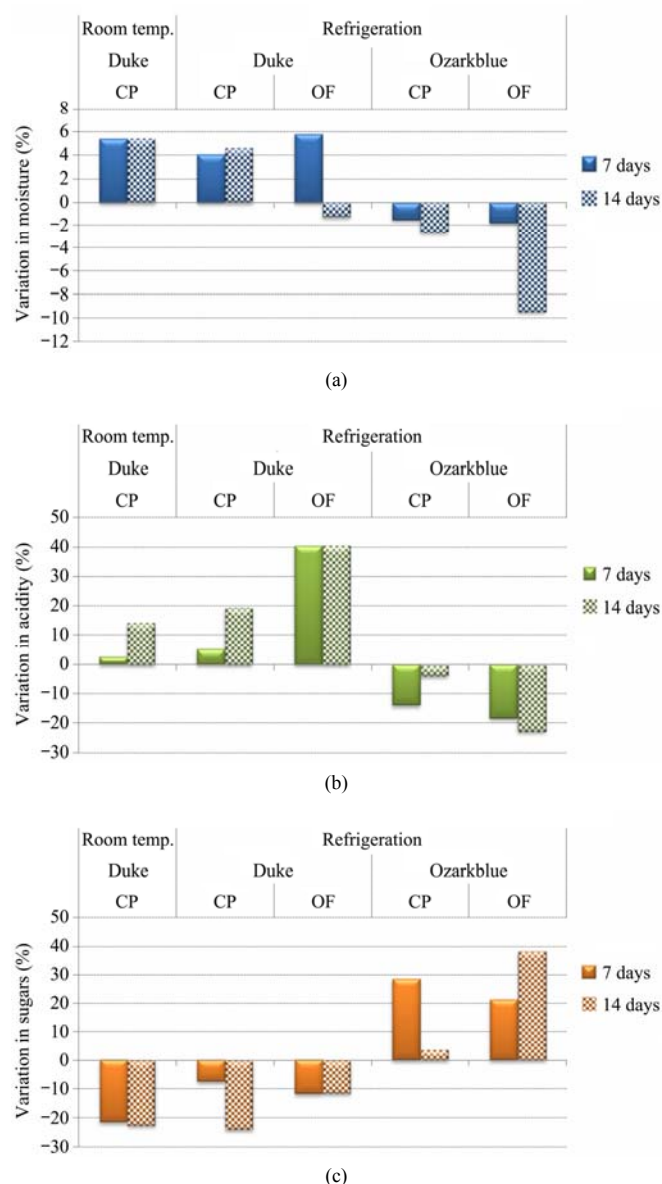 Room temp. Refrigeration
Duke Duke Ozarkblue
CP CP OF CP OF
8
6
4
2
0
−2
−4
−6
−8
−10
−12
Variation in moisture (%)
7 days
14 days
(a)
Room temp. Refrigeration
Duke Duke Ozarkblue
CP CP OF CP OF
50
40
30
20
10
0
−10
−20
−30
Variation in acidity (%)
7 days
14 days
(b)
Room temp. Refrigeration
Duke Duke Ozarkblue
CP CP OF CP OF
50
40
30
20
10
0
−10
−20
−30
Variation in sugars (%)
7 days
14 days
(c)